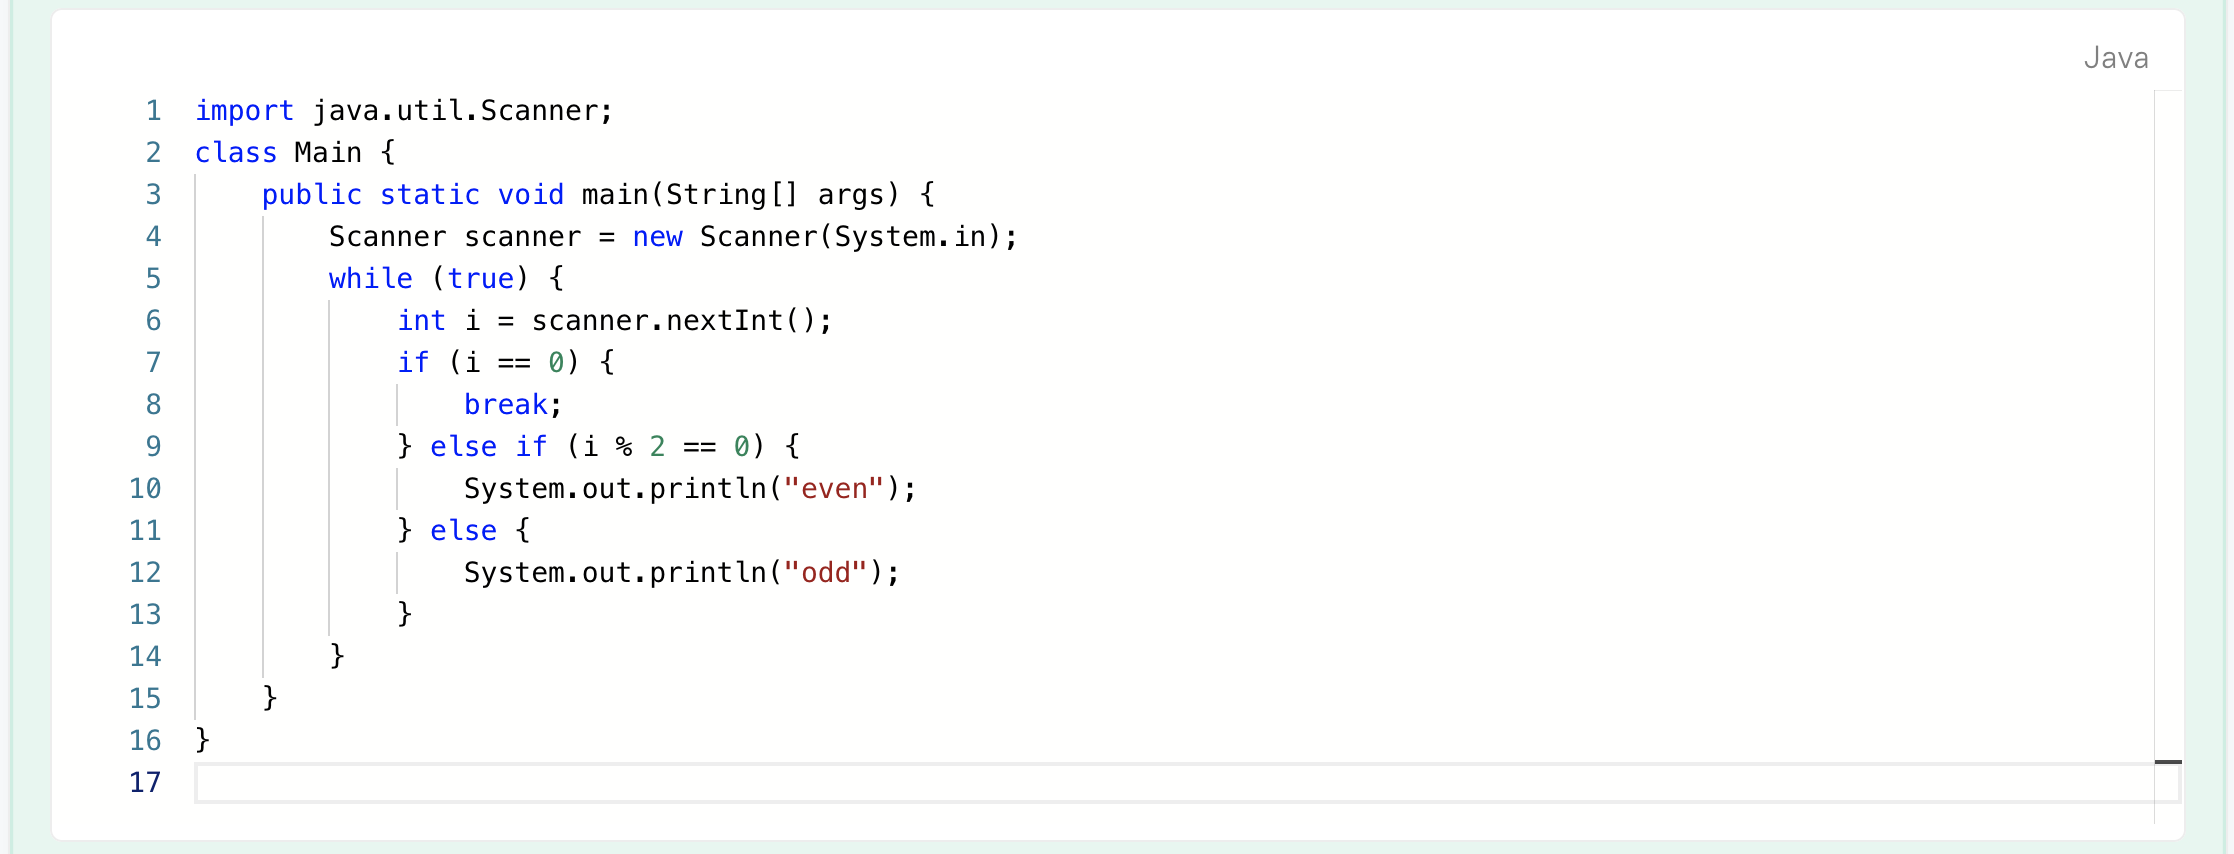 Java
1 import java.util.Scanner;
2 class Main {
3     public static void main(String[] args) {
4         Scanner scanner = new Scanner(System.in);
5         while (true) {
6             int i = scanner.nextInt();
7             if (i == 0) {
8                 break;
9             } else if (i % 2 == 0) {
10                 System.out.println("even");
11             } else {
12                 System.out.println("odd");
13             }
14         }
15     }
16 }
17